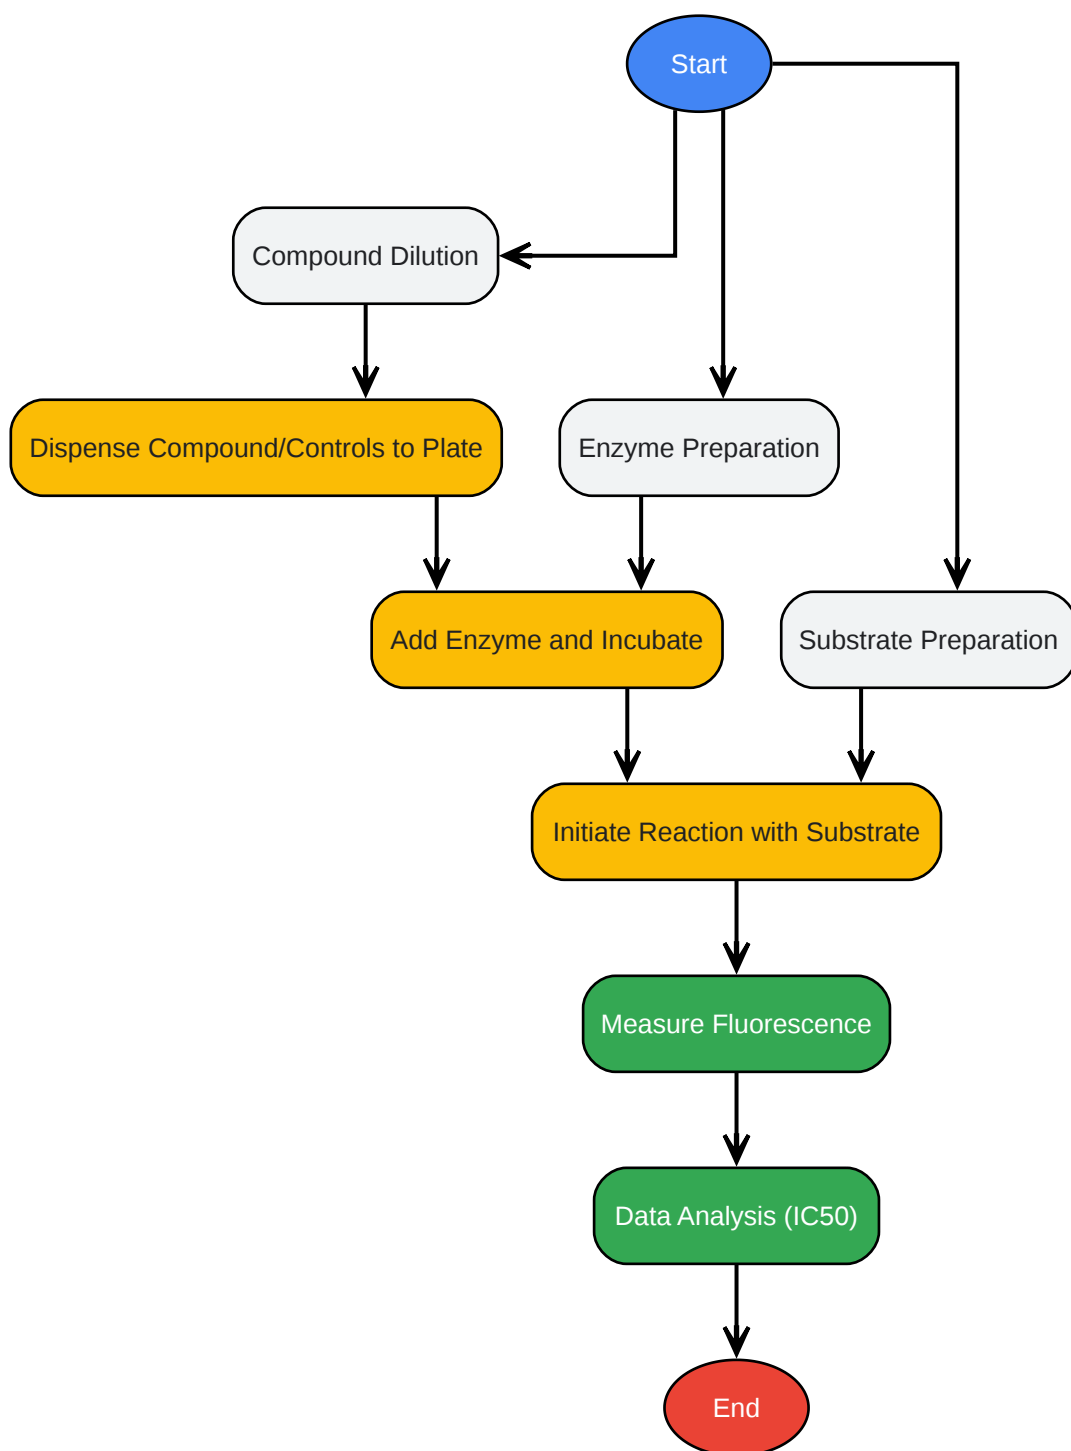 Start
Compound Dilution
Dispense Compound/Controls to Plate
Enzyme Preparation
Add Enzyme and Incubate
Substrate Preparation
Initiate Reaction with Substrate
Measure Fluorescence
Data Analysis (IC50)
End